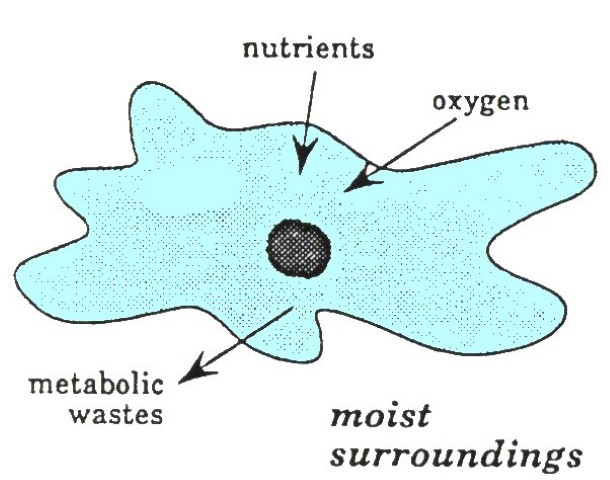 nutrients
oxygen
metabolic
wastes
moist
surroundings